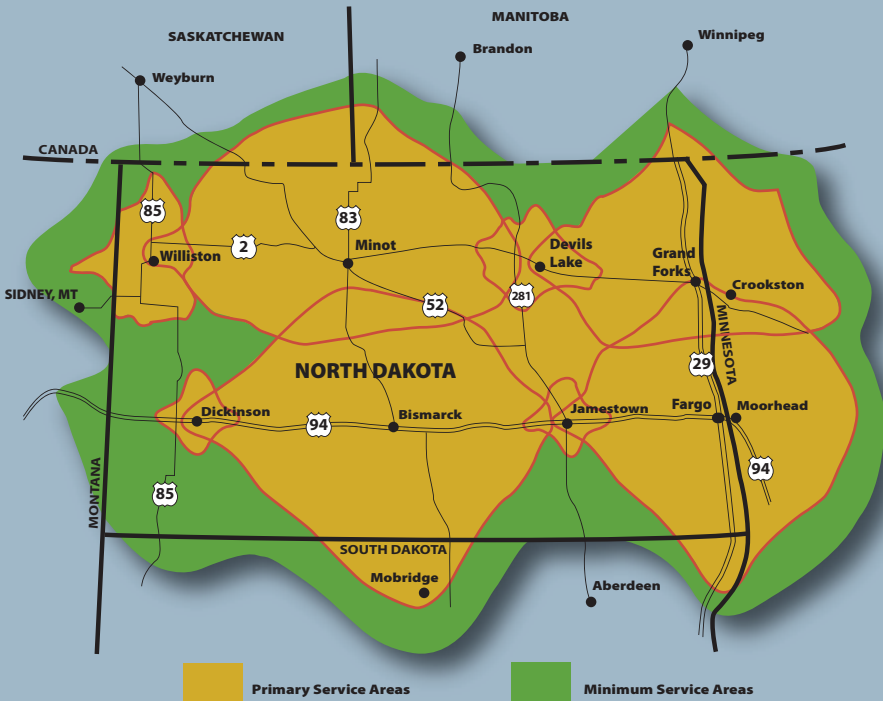 MANITOBA
SASKATCHEWAN
Winnipeg
Brandon
Weyburn
CANADA
85
83
2
Minot
Devils
Lake
Williston
Grand
Forks
Crookston
SIDNEY, MT
281
52
MINNESOTA
29
NORTH DAKOTA
Dickinson
94
Bismarck
Jamestown
Fargo
Moorhead
94
85
MONTANA
SOUTH DAKOTA
Mobridge
Aberdeen
Primary Service Areas
Minimum Service Areas